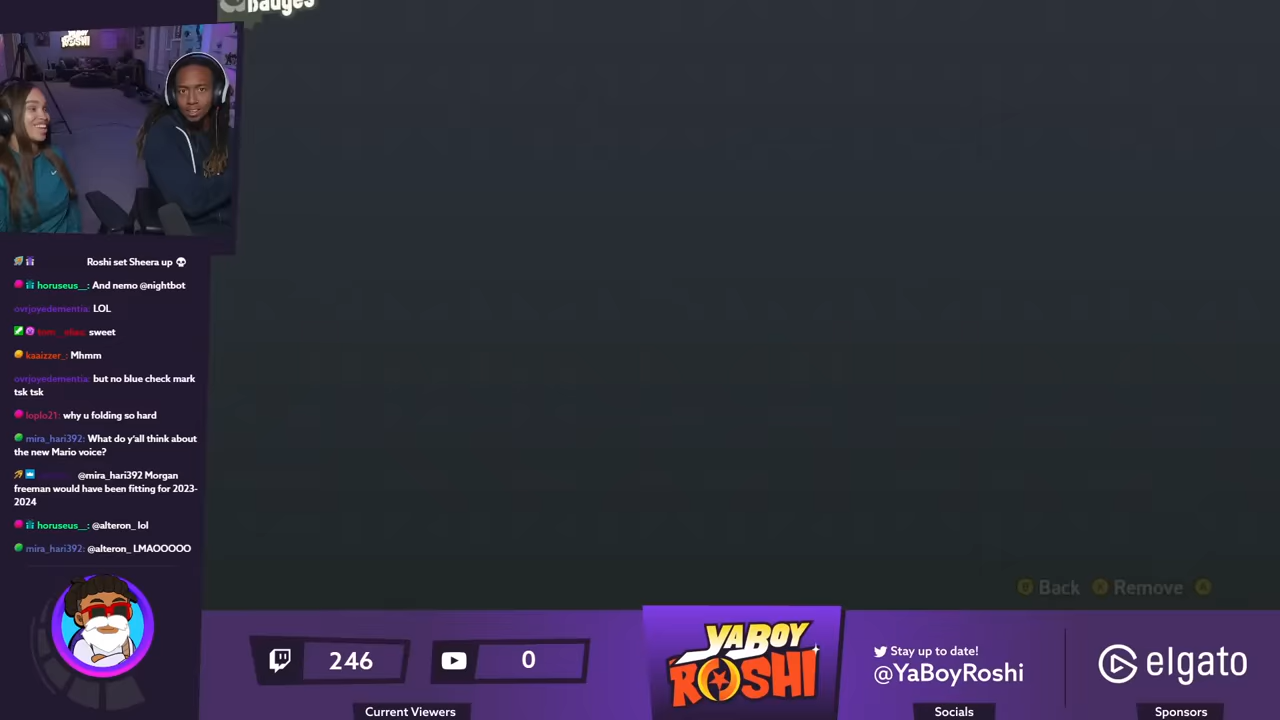 Badges
YABOY
ROSHI
Roshi set Sheera up 💀
horuseus__: And nemo @nightbot
ovrjoyedementia: LOL
sweet
kaaizzer_: Mhmm
ovrjoyedementia: but no blue check mark
tsk tsk
loplo21: why u folding so hard
mira_hari392: What do y'all think about
the new Mario voice?
@mira_hari392 Morgan
freeman would have been fitting for 2023-
2024
horuseus__: @alteron_ lol
mira_hari392: @alteron_ LMAOOOOO
B Back X Remove A
246
0
Current Viewers
YABOY
ROSHI
Stay up to date!
@YaBoyRoshi
Socials
elgato
Sponsors